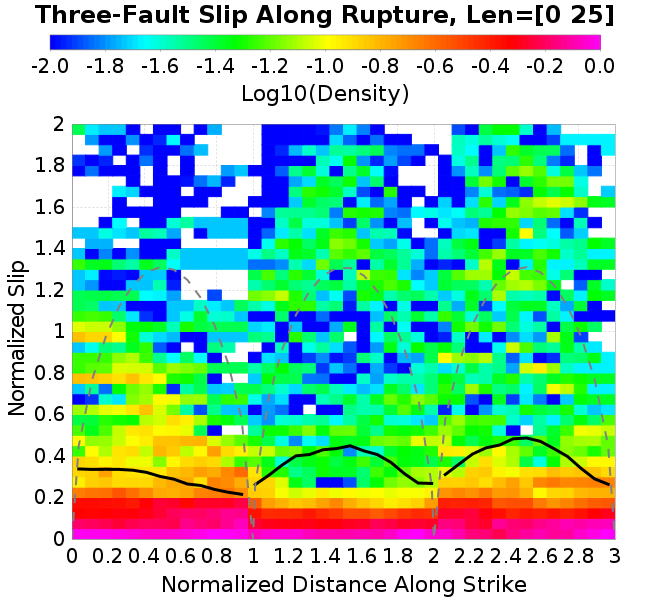 Three-Fault Slip Along Rupture, Len=[0 25]
-2.0 -1.8 -1.6 -1.4 -1.2 -1.0 -0.8 -0.6 -0.4 -0.2 0.0
Log10(Density)
2
1.8
1.6
1.4
1.2
1
0.8
0.6
0.4
0.2
0
Normalized Slip
0 0.2 0.4 0.6 0.8 1 1.2 1.4 1.6 1.8 2 2.2 2.4 2.6 2.8 3
Normalized Distance Along Strike